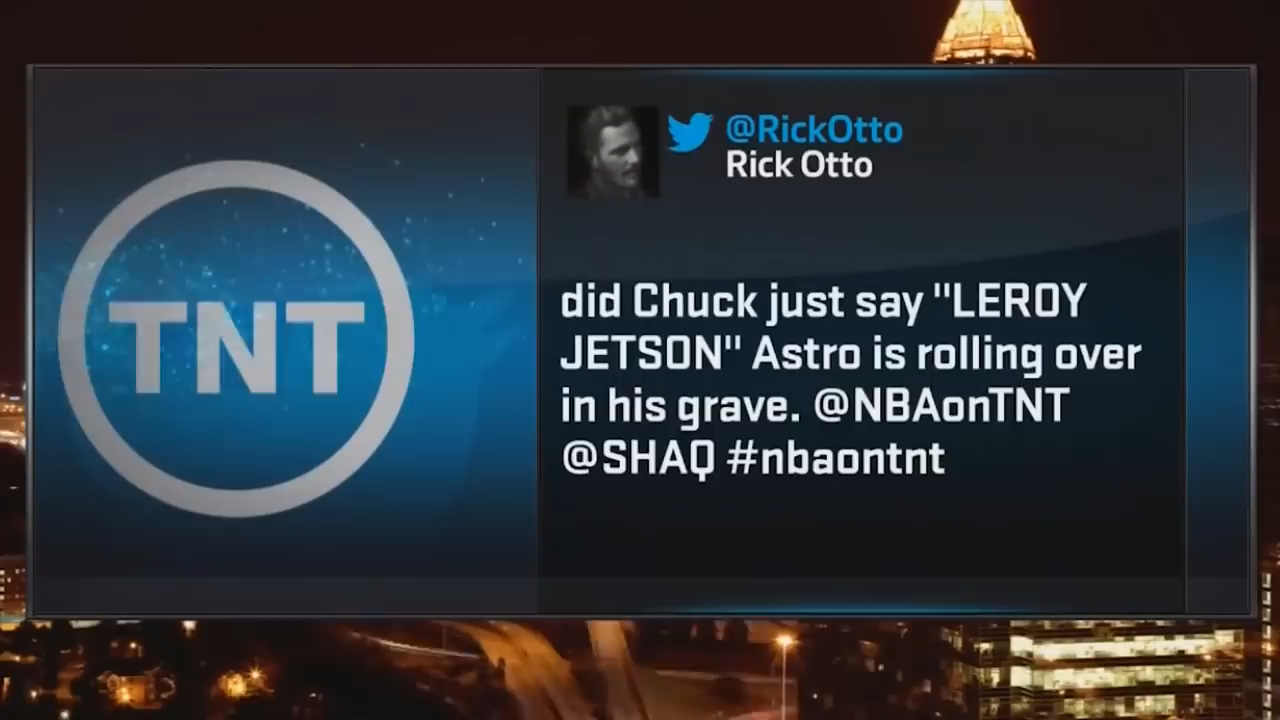 TNT
@RickOtto
Rick Otto
did Chuck just say "LEROY
JETSON" Astro is rolling over
in his grave. @NBAonTNT
@SHAQ #nbaontnt